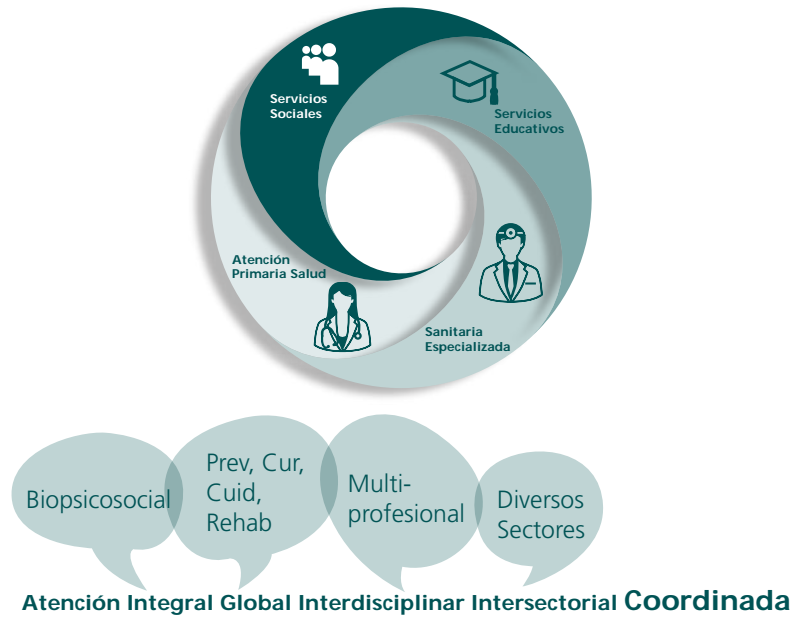 Servicios
Sociales
Servicios
Educativos
Atención
Primaria Salud
Sanitaria
Especializada
Biopsicosocial
Prev, Cur,
Cuid,
Rehab
Multi-
profesional
Diversos
Sectores
Atención Integral Global Interdisciplinar Intersectorial Coordinada